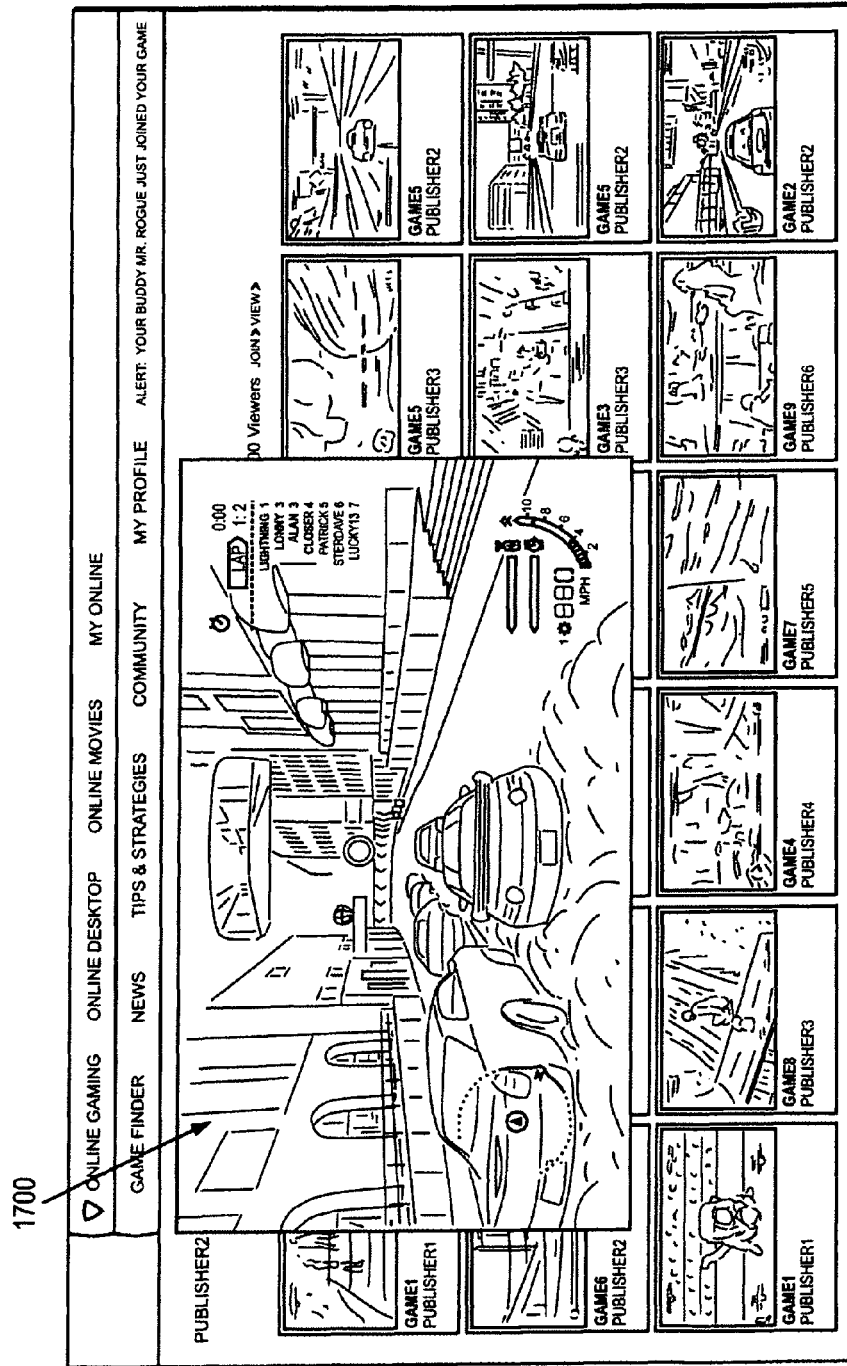 1700
ONLINE GAMING ONLINE DESKTOP ONLINE MOVIES MY ONLINE
GAME FINDER NEWS TIPS & STRATEGIES COMMUNITY MY PROFILE ALERT: YOUR BUDDY MR. ROGUE JUST JOINED YOUR GAME
PUBLISHER2
00 Viewers JOIN> VIEW>
0:00
LAP 1: 2
LIGHTNING 1
LONNY 3
ALAN 3
CLOSER 4
PATRICK 5
STERDAVE 6
LUCKY13 7
10
8
6
4
2
1
880
MPH
GAME1
PUBLISHER1
GAME5
PUBLISHER3
GAME5
PUBLISHER2
GAME6
PUBLISHER2
GAME3
PUBLISHER3
GAME5
PUBLISHER2
GAME1
PUBLISHER1
GAME8
PUBLISHER3
GAME4
PUBLISHER4
GAME7
PUBLISHER5
GAME9
PUBLISHER6
GAME2
PUBLISHER2